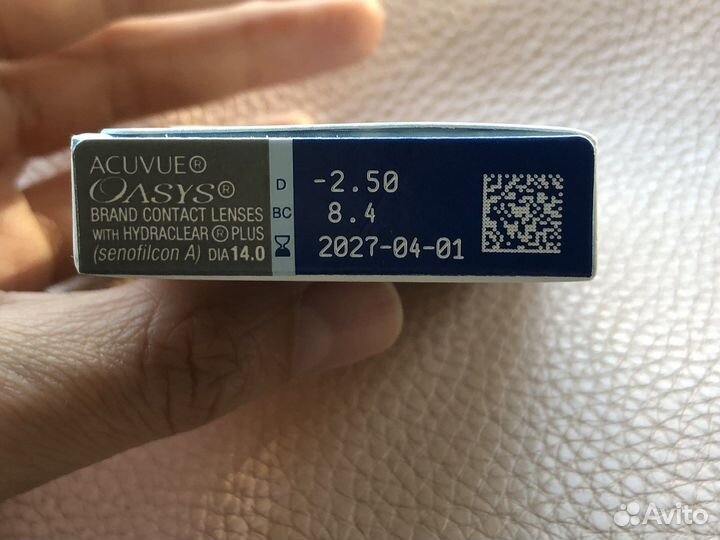 ACUVUE®
OASYS®
BRAND CONTACT LENSES
WITH HYDRACLEAR® PLUS
(senofilcon A) DIA 14.0
D -2.50
BC 8.4
2027-04-01
Avito